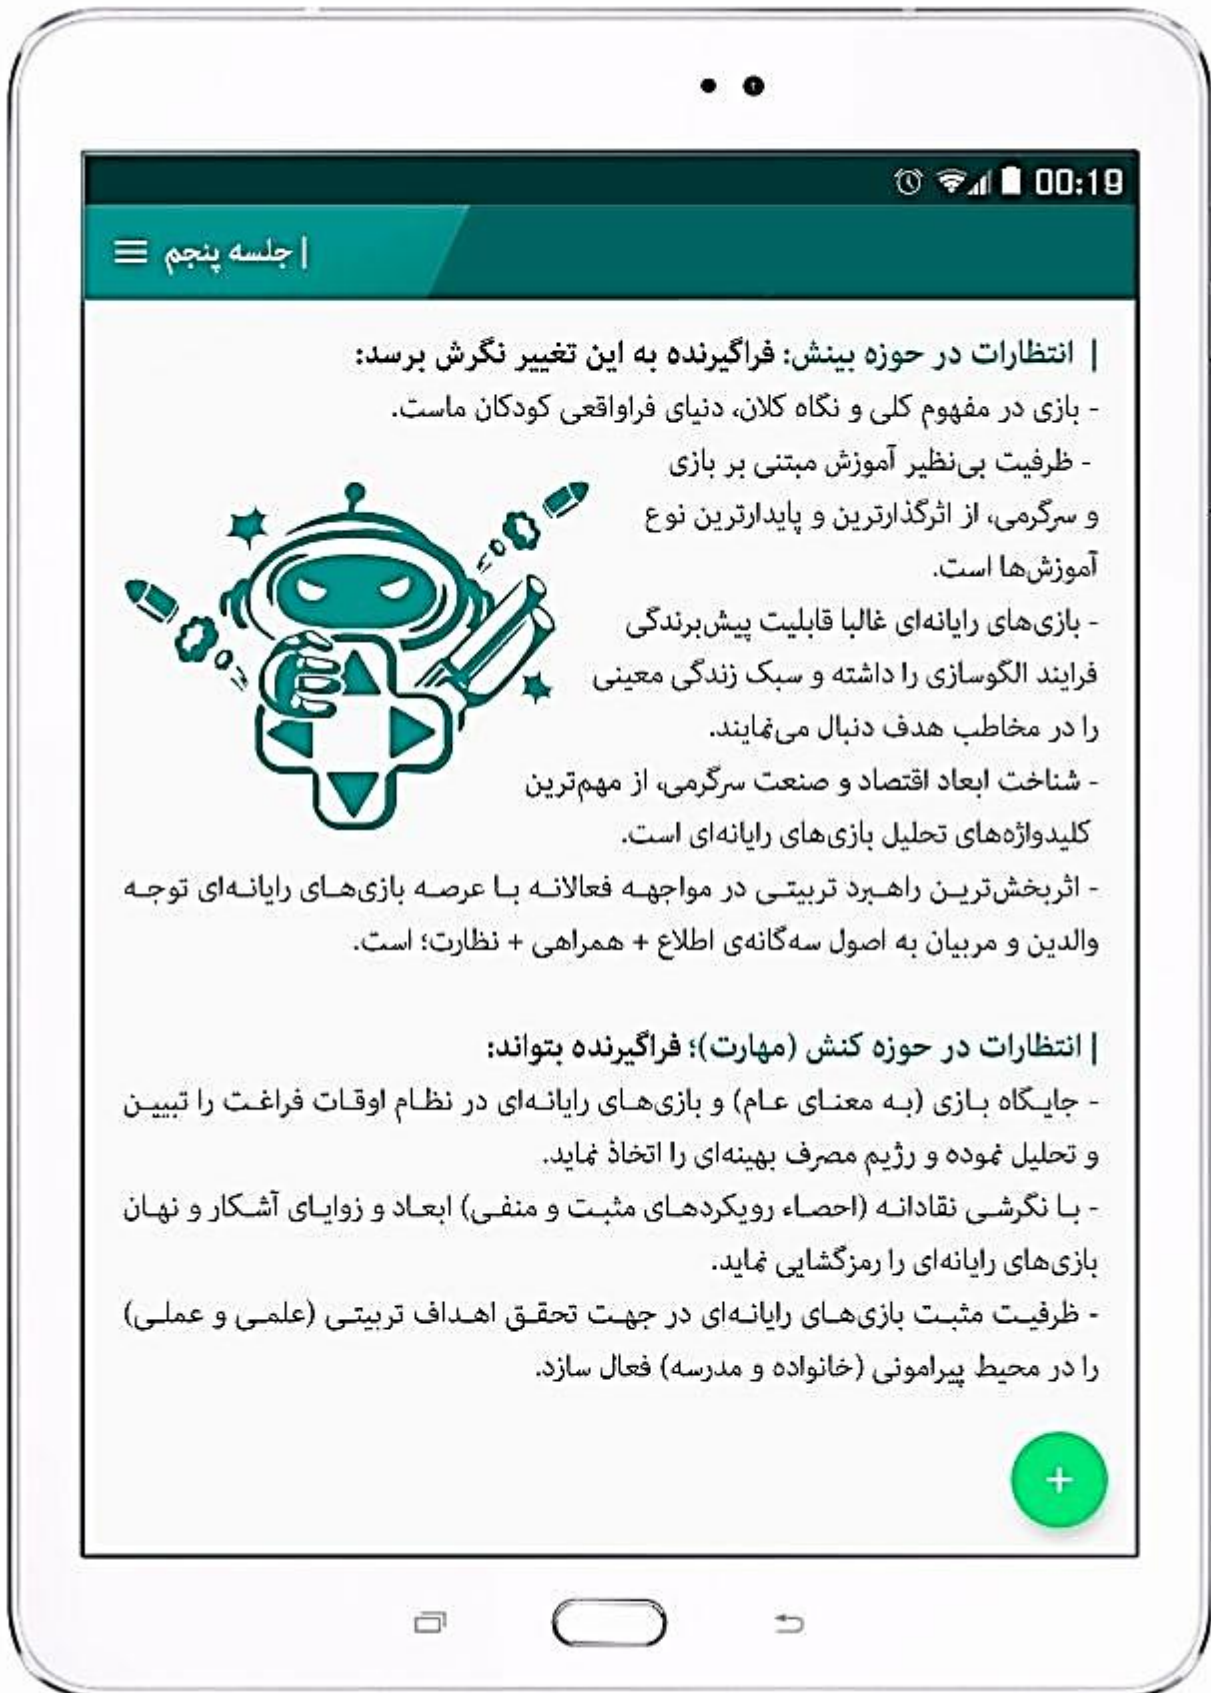 00:19
| جلسه پنجم
| انتظارات در حوزه بینش: فراگیرنده به این تغییر نگرش برسد:
- بازی در مفهوم کلی و نگاه کلان، دنیای فراواقعی کودکان ماست.
- ظرفیت بی‌نظیر آموزش مبتنی بر بازی
و سرگرمی، از اثرگذارترین و پایدارترین نوع
آموزش‌ها است.
- بازی‌های رایانه‌ای غالبا قابلیت پیش‌برندگی
فرایند الگوسازی را داشته و سبک زندگی معینی
را در مخاطب هدف دنبال می‌نمایند.
- شناخت ابعاد اقتصاد و صنعت سرگرمی، از مهم‌ترین
کلیدواژه‌های تحلیل بازی‌های رایانه‌ای است.
- اثربخش‌ترین راهبرد تربیتی در مواجهه فعالانه با عرصه بازی‌های رایانه‌ای توجه
والدین و مربیان به اصول سه‌گانه‌ی اطلاع + همراهی + نظارت؛ است.
| انتظارات در حوزه کنش (مهارت)؛ فراگیرنده بتواند:
- جایگاه بازی (به معنای عام) و بازی‌های رایانه‌ای در نظام اوقات فراغت را تبیین
و تحلیل نموده و رژیم مصرف بهینه‌ای را اتخاذ نماید.
- با نگرشی نقادانه (احصاء رویکردهای مثبت و منفی) ابعاد و زوایای آشکار و نهان
بازی‌های رایانه‌ای را رمزگشایی نماید.
- ظرفیت مثبت بازی‌های رایانه‌ای در جهت تحقق اهداف تربیتی (علمی و عملی)
را در محیط پیرامونی (خانواده و مدرسه) فعال سازد.
+